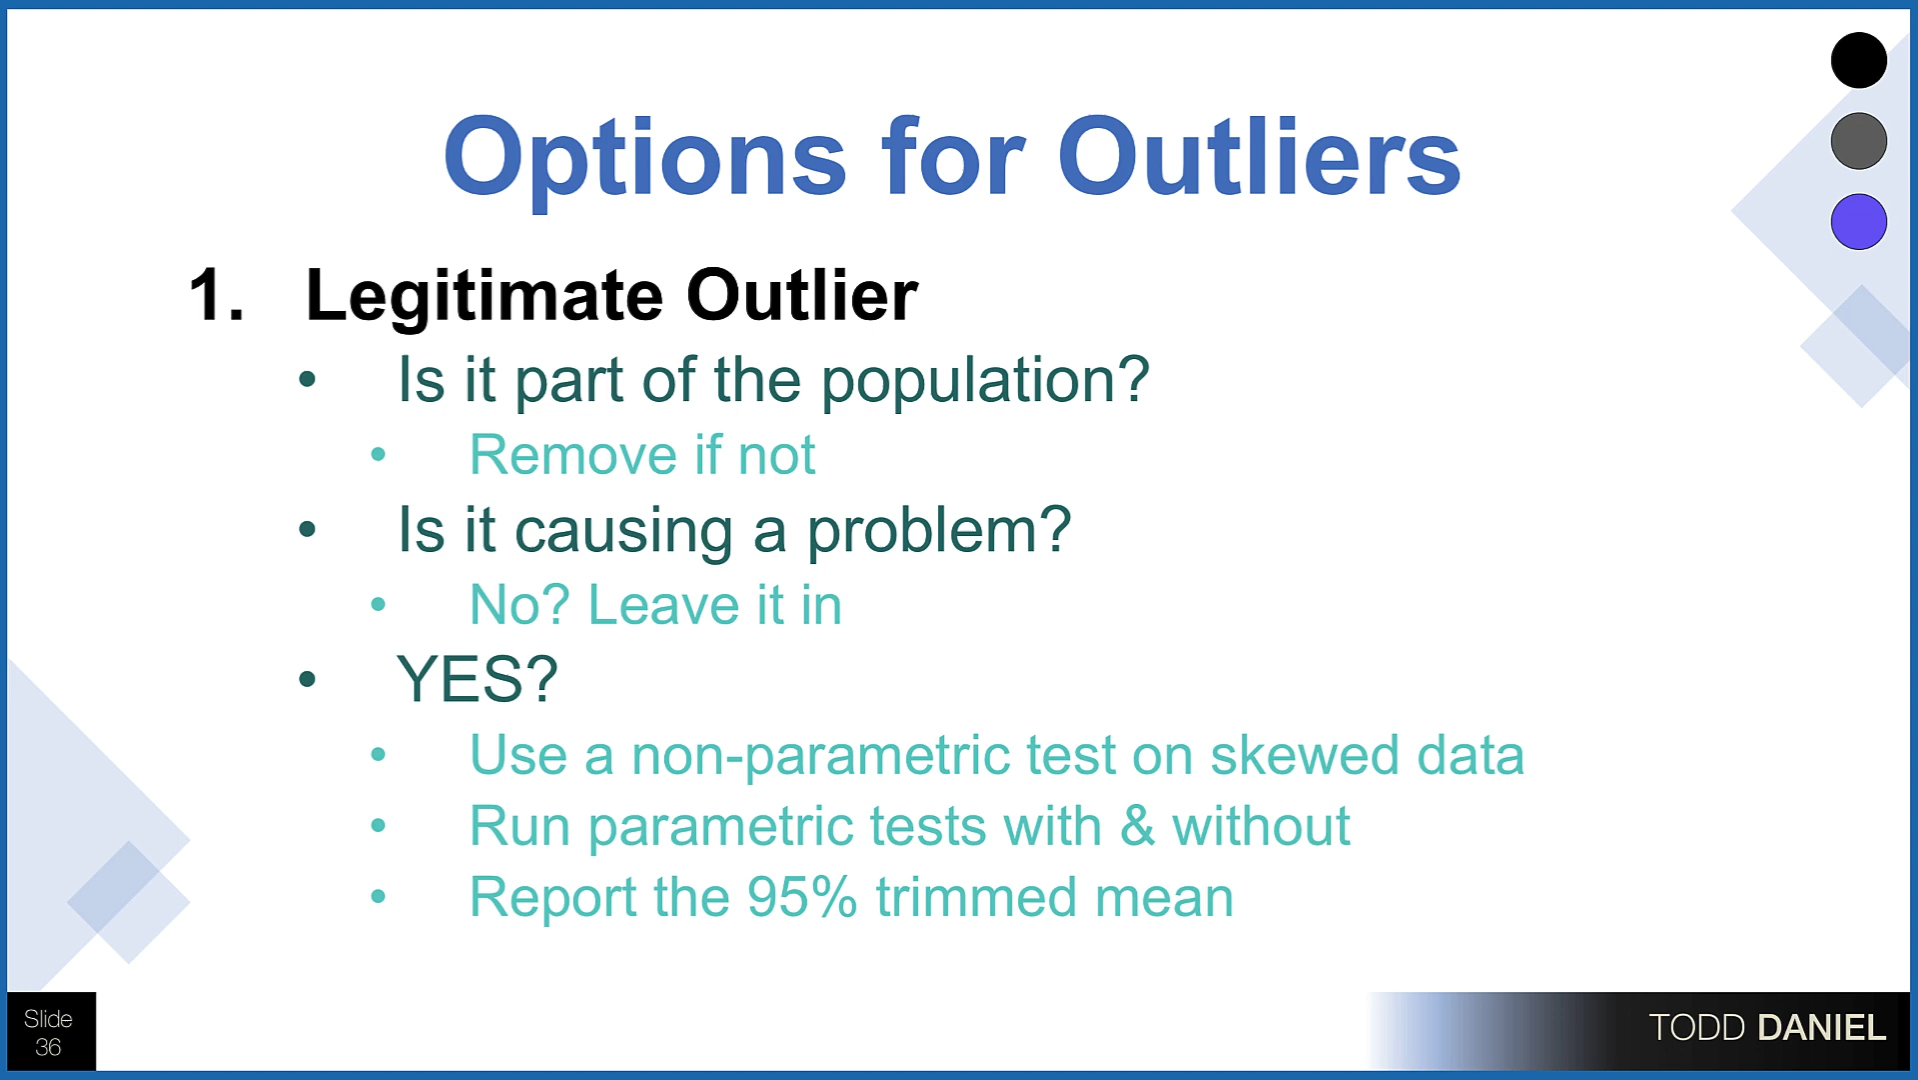 Options for Outliers
1. Legitimate Outlier
• Is it part of the population?
• Remove if not
• Is it causing a problem?
• No? Leave it in
• YES?
• Use a non-parametric test on skewed data
• Run parametric tests with & without
• Report the 95% trimmed mean
Slide
36
TODD DANIEL